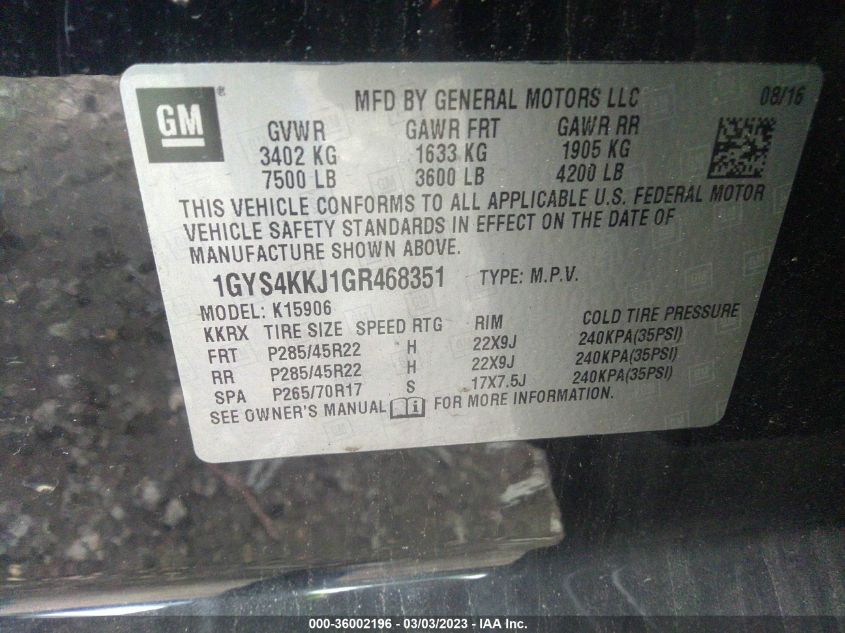 GM ® MFD BY GENERAL MOTORS LLC 08/16
GVWR GAWR FRT GAWR RR
3402 KG 1633 KG 1905 KG
7500 LB 3600 LB 4200 LB
THIS VEHICLE CONFORMS TO ALL APPLICABLE U.S. FEDERAL MOTOR
VEHICLE SAFETY STANDARDS IN EFFECT ON THE DATE OF
MANUFACTURE SHOWN ABOVE.
1GYS4KKJ1GR468351 TYPE: M.P.V.
MODEL: K15906
KKRX TIRE SIZE SPEED RTG RIM COLD TIRE PRESSURE
FRT P285/45R22 H 22X9J 240KPA(35PSI)
RR P285/45R22 H 22X9J 240KPA(35PSI)
SPA P265/70R17 S 17X7.5J 240KPA(35PSI)
SEE OWNER'S MANUAL FOR MORE INFORMATION.
000-36002196 - 03/03/2023 - IAA Inc.